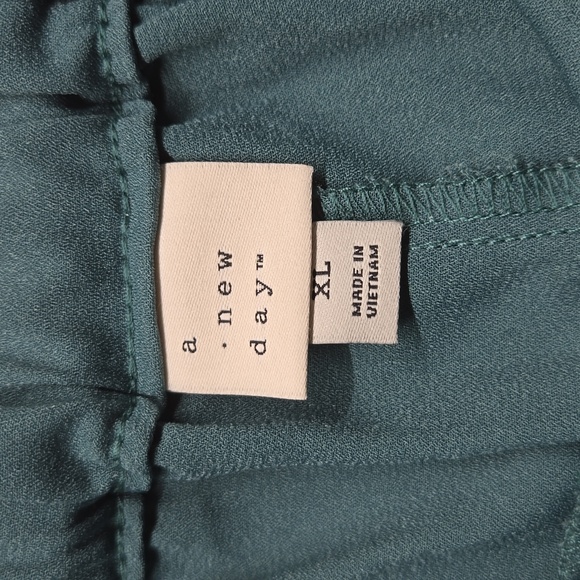 a
· new
day™
XL
MADE IN
VIETNAM